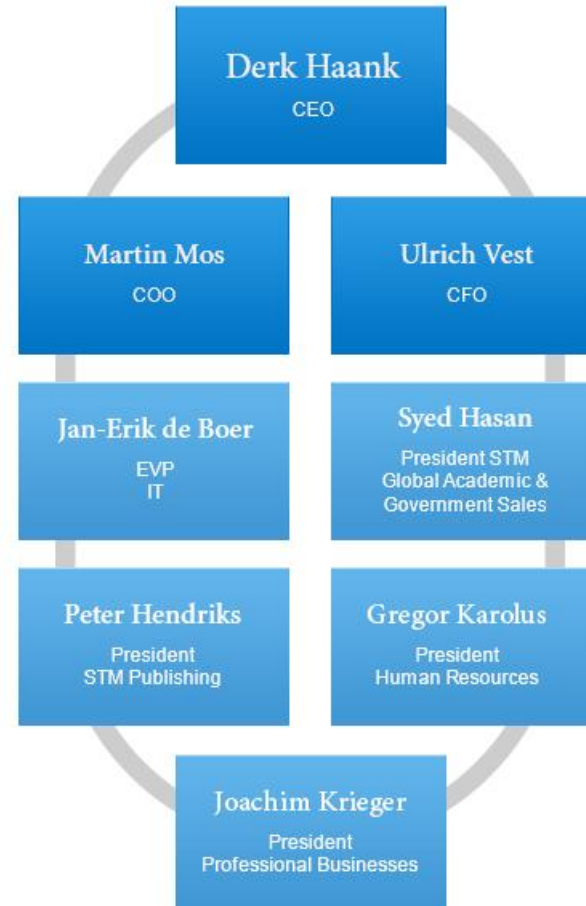 Derk Haank
CEO
Martin Mos
COO
Ulrich Vest
CFO
Jan-Erik de Boer
EVP
IT
Syed Hasan
President STM
Global Academic &
Government Sales
Peter Hendriks
President
STM Publishing
Gregor Karolus
President
Human Resources
Joachim Krieger
President
Professional Businesses